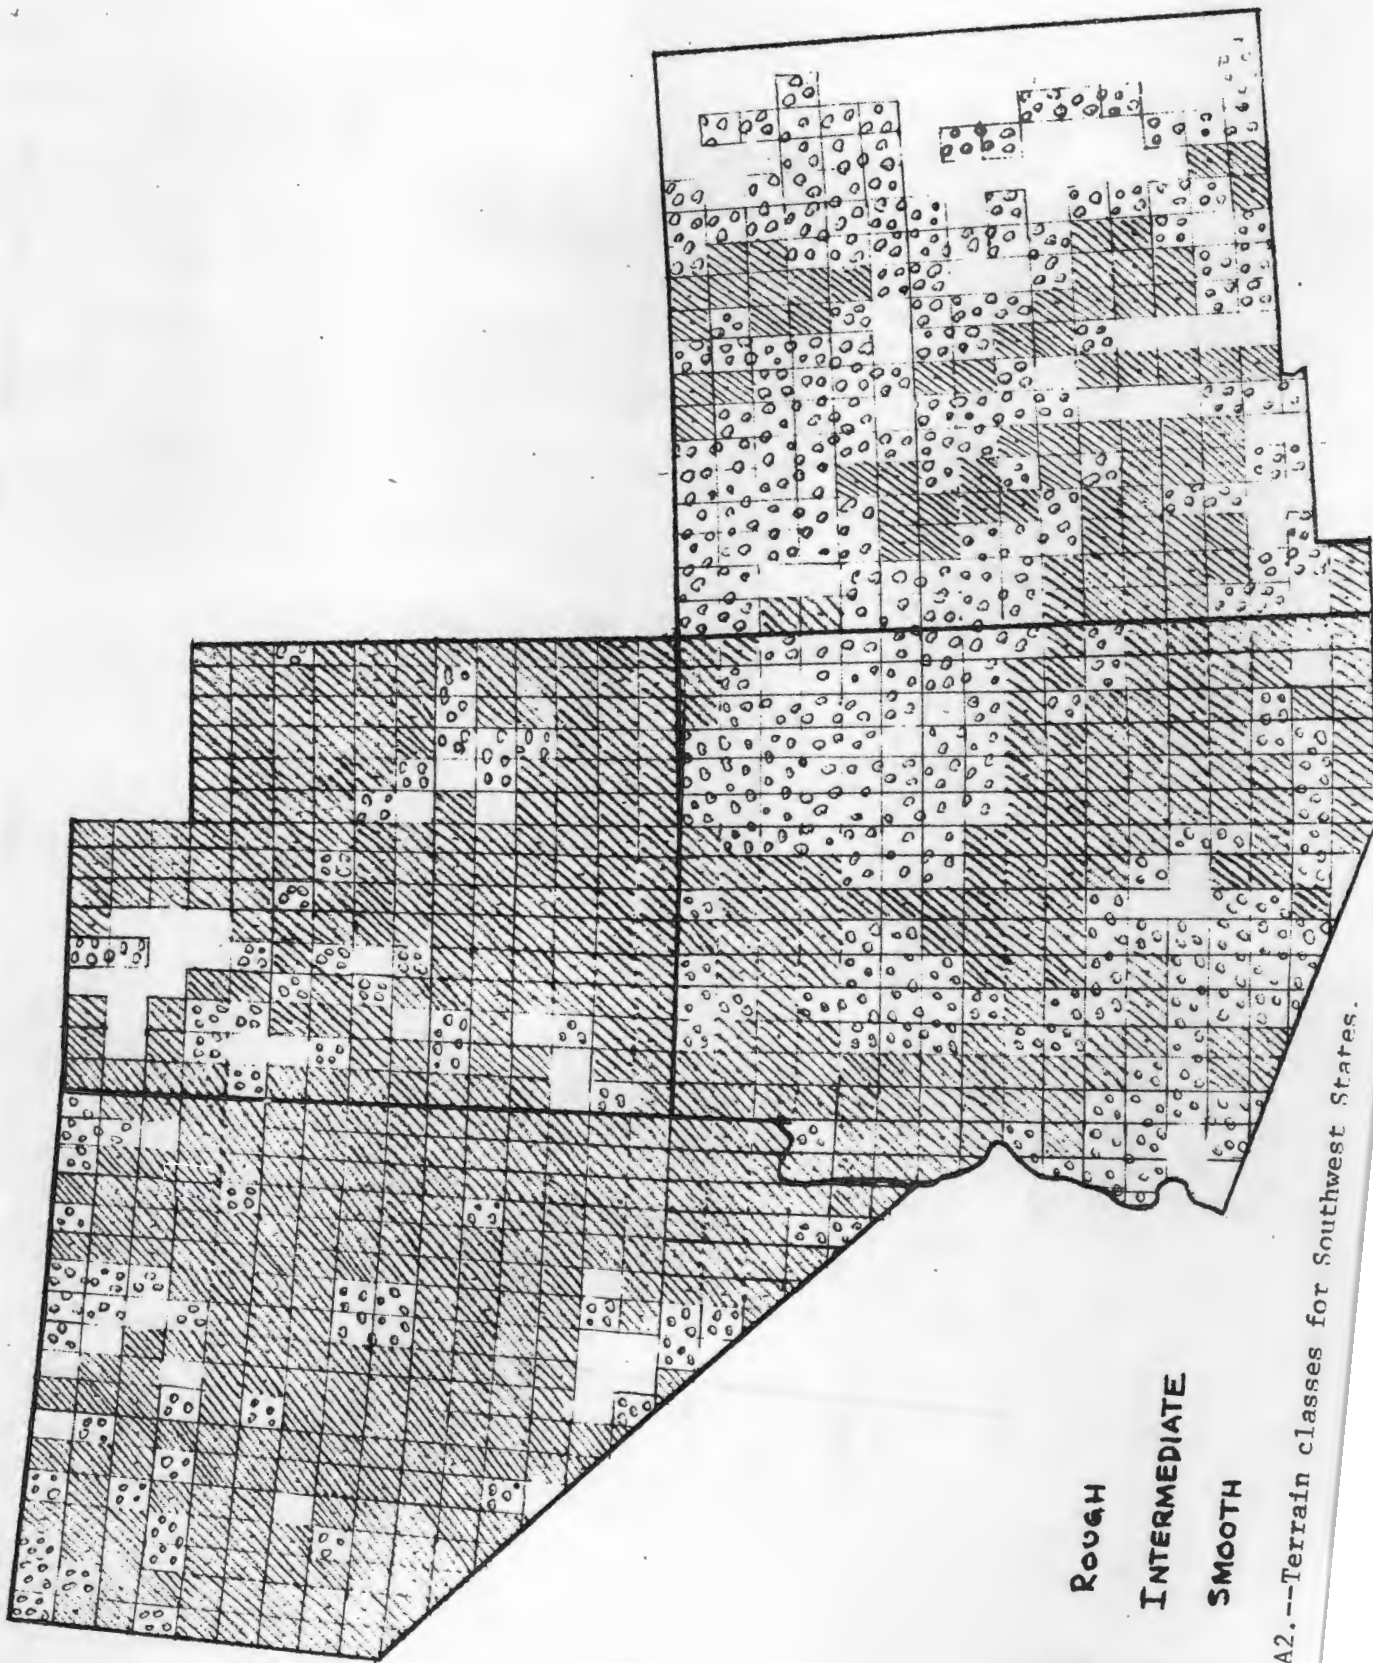 ROUGH
INTERMEDIATE
SMOOTH
A2.--Terrain classes for Southwest States.